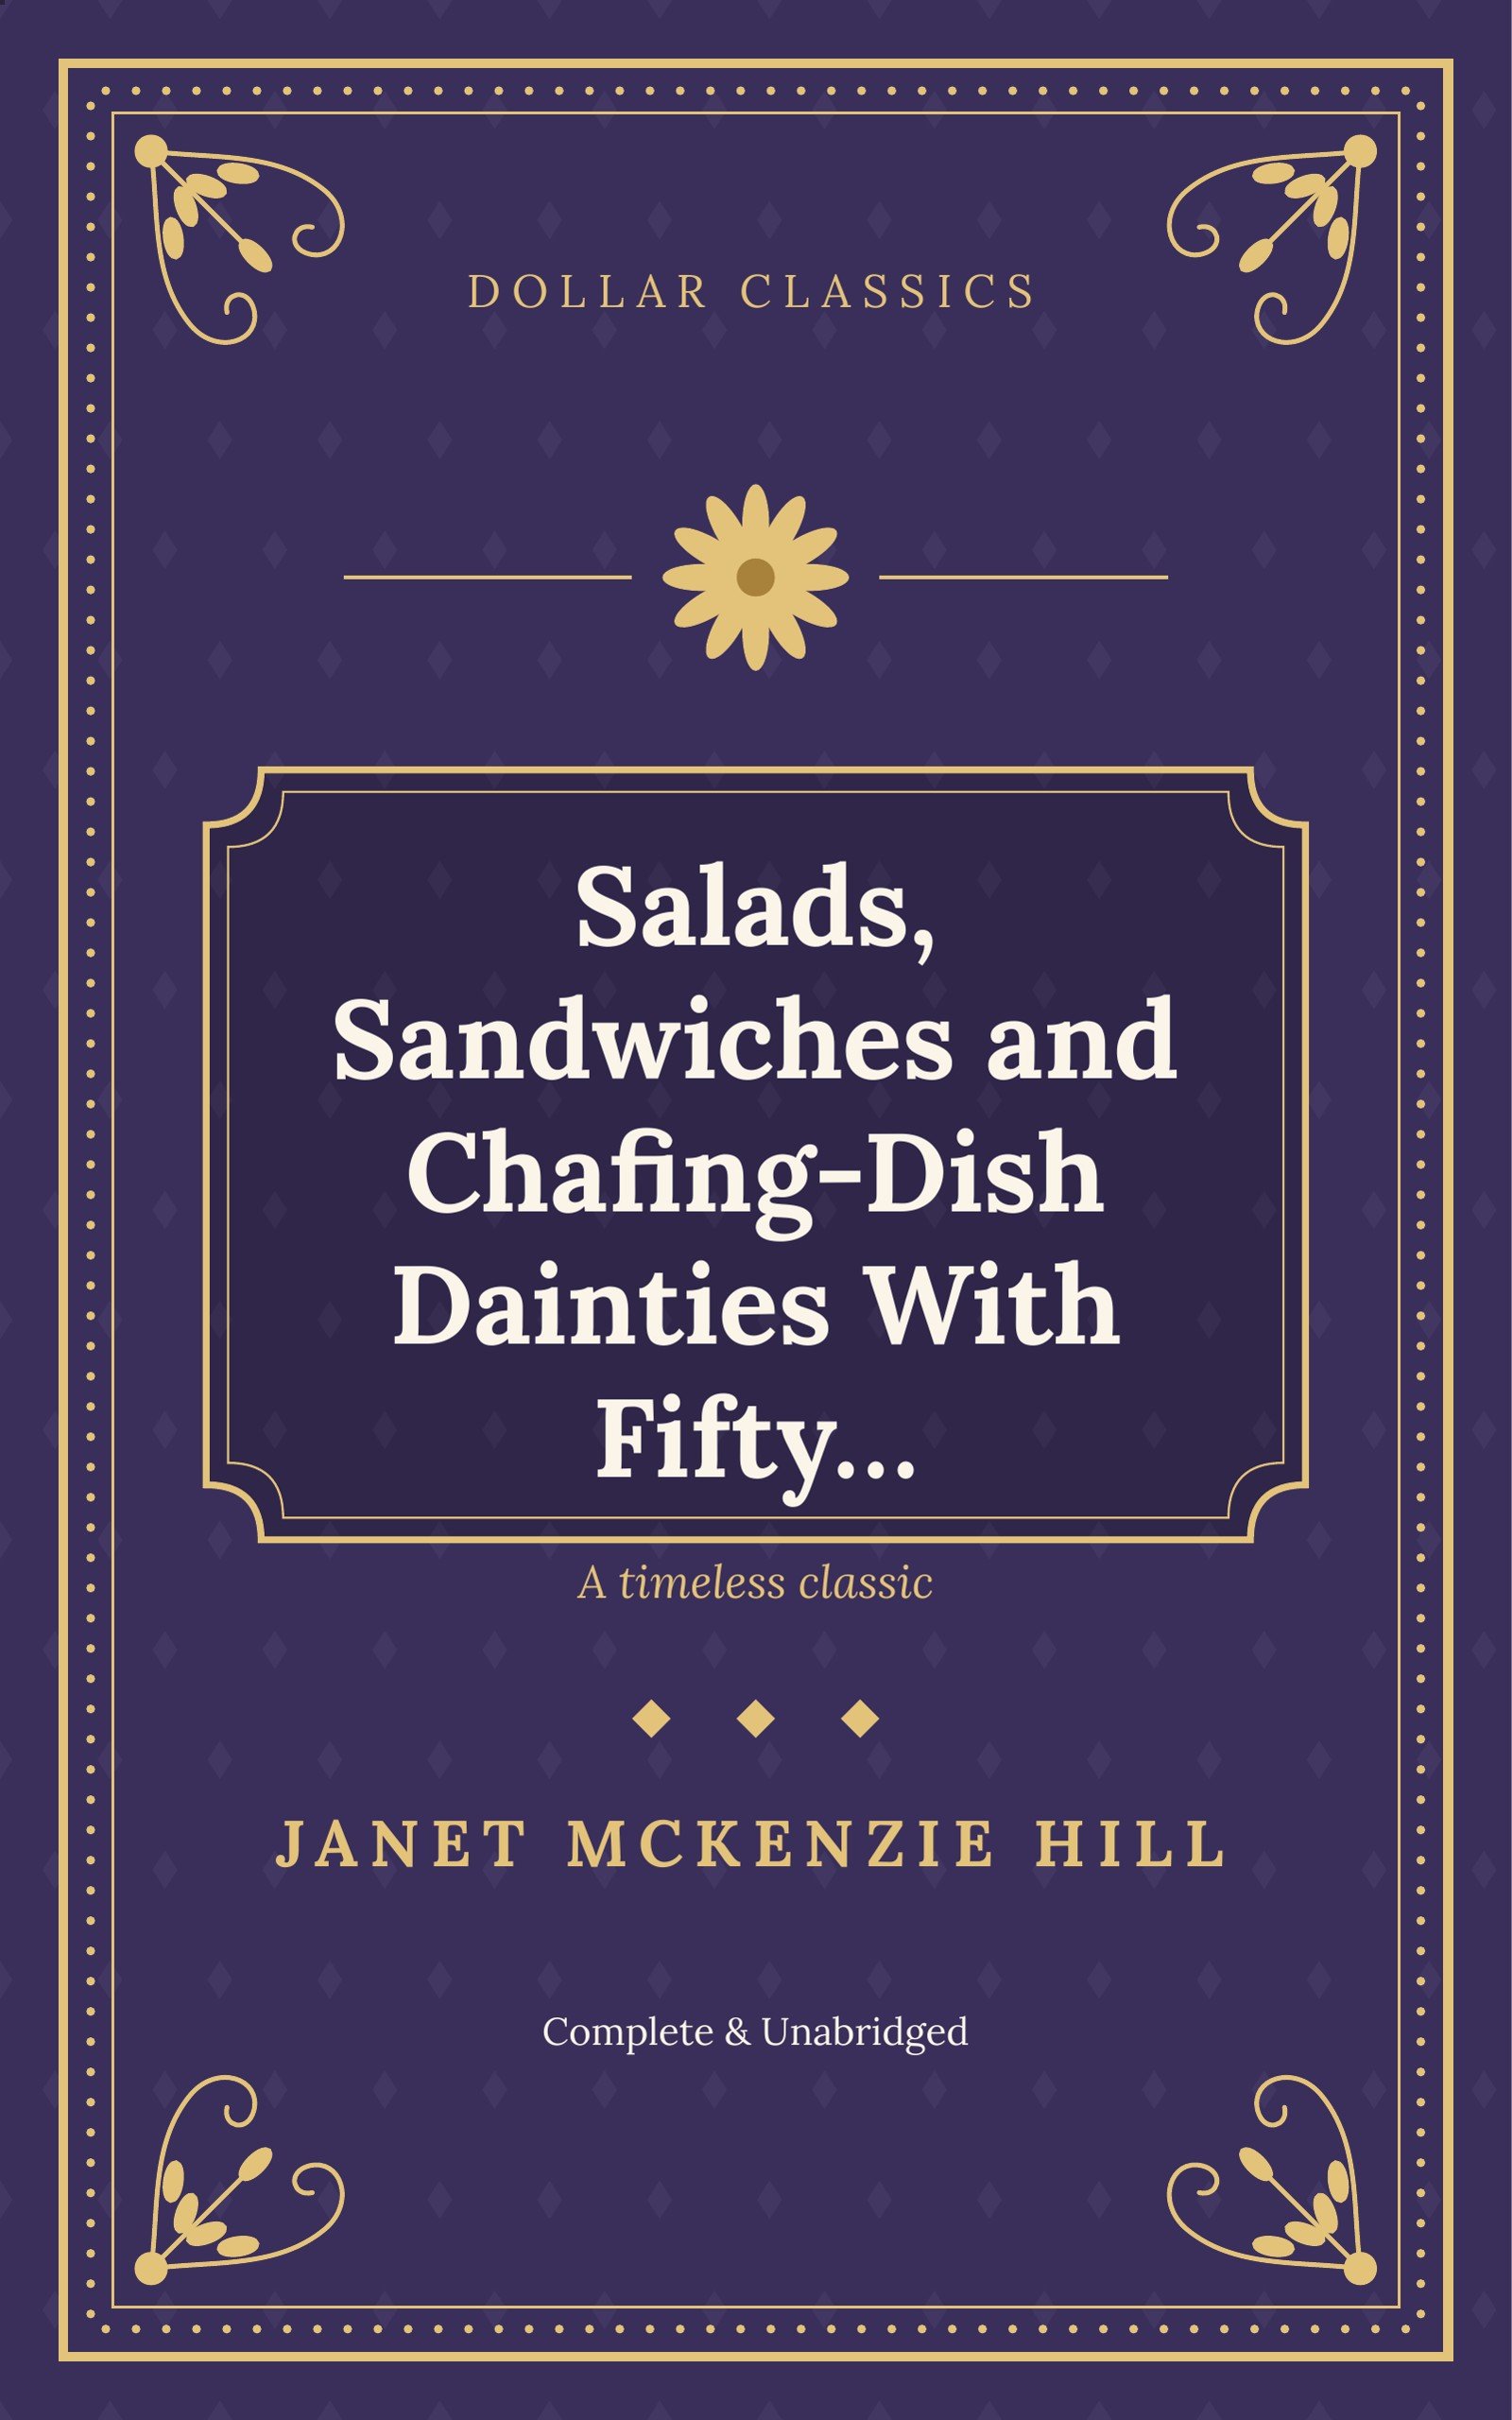 DOLLAR CLASSICS
Salads,
Sandwiches and
Chafing-Dish
Dainties With
Fifty...
A timeless classic
JANET MCKENZIE HILL
Complete & Unabridged